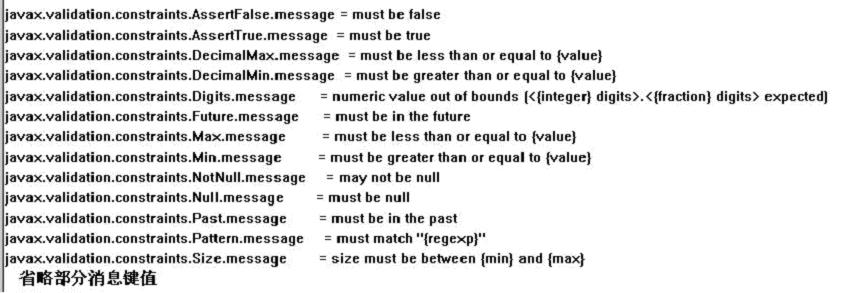 javax.validation.constraints.AssertFalse.message = must be false
javax.validation.constraints.AssertTrue.message = must be true
javax.validation.constraints.DecimalMax.message = must be less than or equal to {value}
javax.validation.constraints.DecimalMin.message = must be greater than or equal to {value}
javax.validation.constraints.Digits.message = numeric value out of bounds (<{integer} digits>.<{fraction} digits> expected)
javax.validation.constraints.Future.message = must be in the future
javax.validation.constraints.Max.message = must be less than or equal to {value}
javax.validation.constraints.Min.message = must be greater than or equal to {value}
javax.validation.constraints.NotNull.message = may not be null
javax.validation.constraints.Null.message = must be null
javax.validation.constraints.Past.message = must be in the past
javax.validation.constraints.Pattern.message = must match "{regexp}"
javax.validation.constraints.Size.message = size must be between {min} and {max}
省略部分消息键值